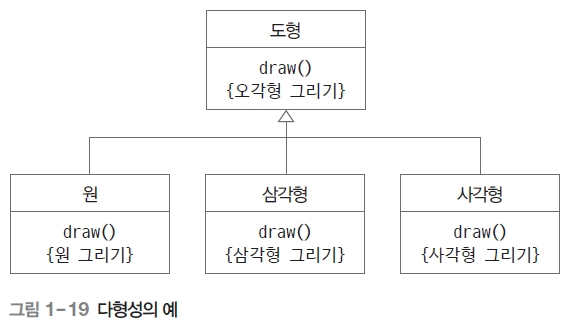 도형
draw()
{오각형 그리기}
원
draw()
{원 그리기}
삼각형
draw()
{삼각형 그리기}
사각형
draw()
{사각형 그리기}
그림 1-19 다형성의 예